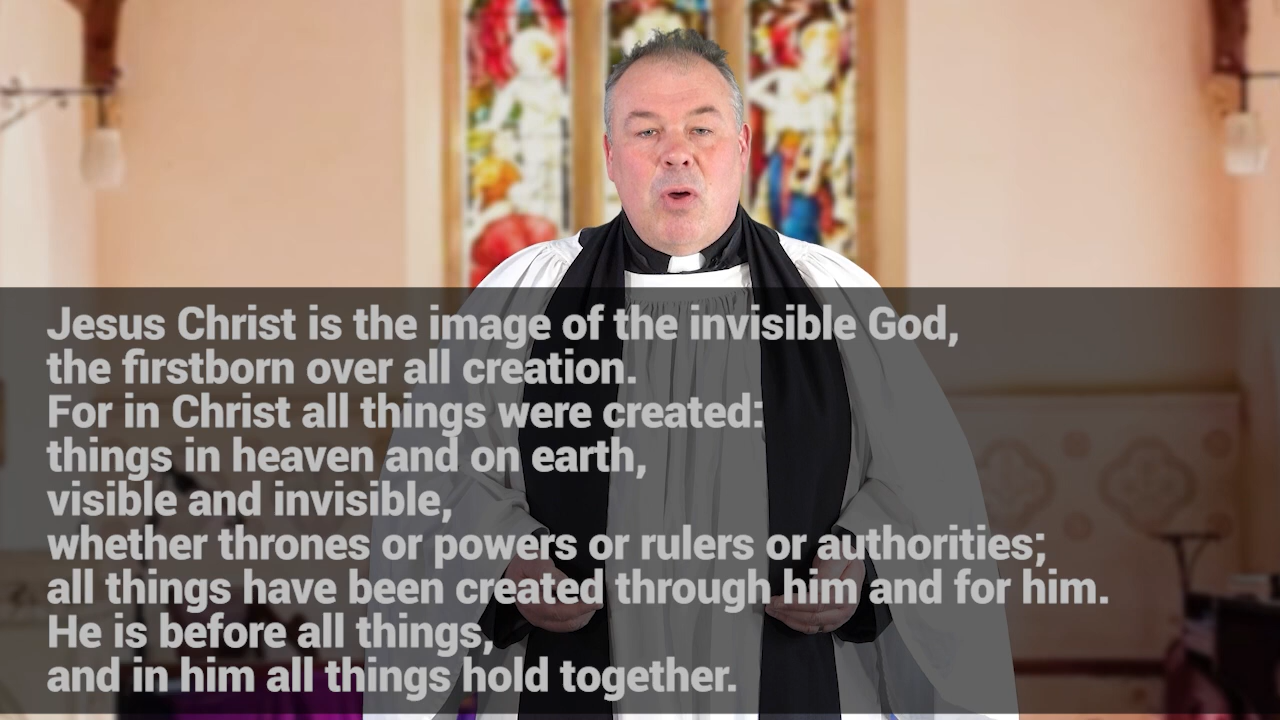 Jesus Christ is the image of the invisible God,
the firstborn over all creation.
For in Christ all things were created:
things in heaven and on earth,
visible and invisible,
whether thrones or powers or rulers or authorities;
all things have been created through him and for him.
He is before all things,
and in him all things hold together.